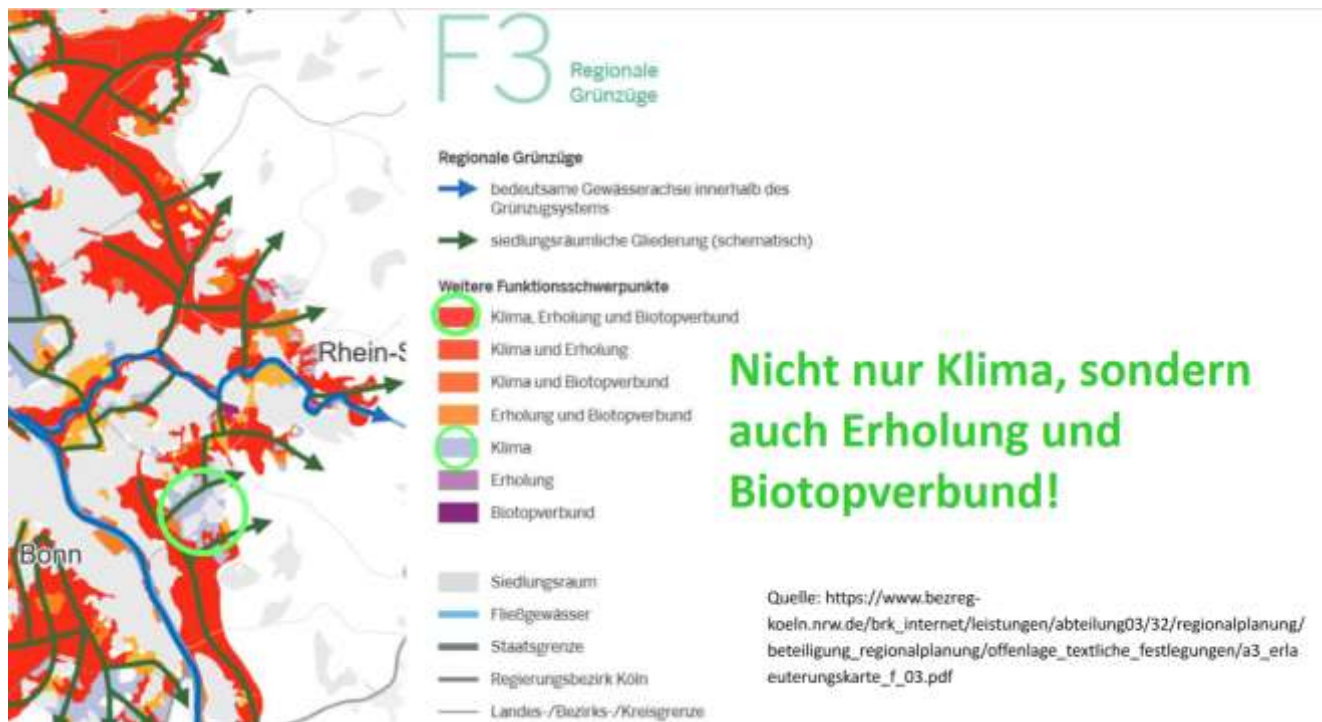 F3 Regionale
Grünzüge
Regionale Grünzüge
bedeutsame Gewässerachse innerhalb des
Grünzugsystems
siedlungsräumliche Gliederung (schematisch)
Weitere Funktionsschwerpunkte
Klima, Erholung und Biotopverbund
Klima und Erholung
Klima und Biotopverbund
Erholung und Biotopverbund
Klima
Erholung
Biotopverbund
Siedlungsraum
Fließgewässer
Staatsgrenze
Regierungsbezirk Köln
Landes-/Bezirks-/Kreisgrenze
Rhein-S
Bonn
Nicht nur Klima, sondern
auch Erholung und
Biotopverbund!
Quelle: https://www.bezreg-
koeln.nrw.de/brk_internet/leistungen/abteilung03/32/regionalplanung/
beteiligung_regionalplanung/offenlage_textliche_festlegungen/a3_erla
euterungskarte_f_03.pdf